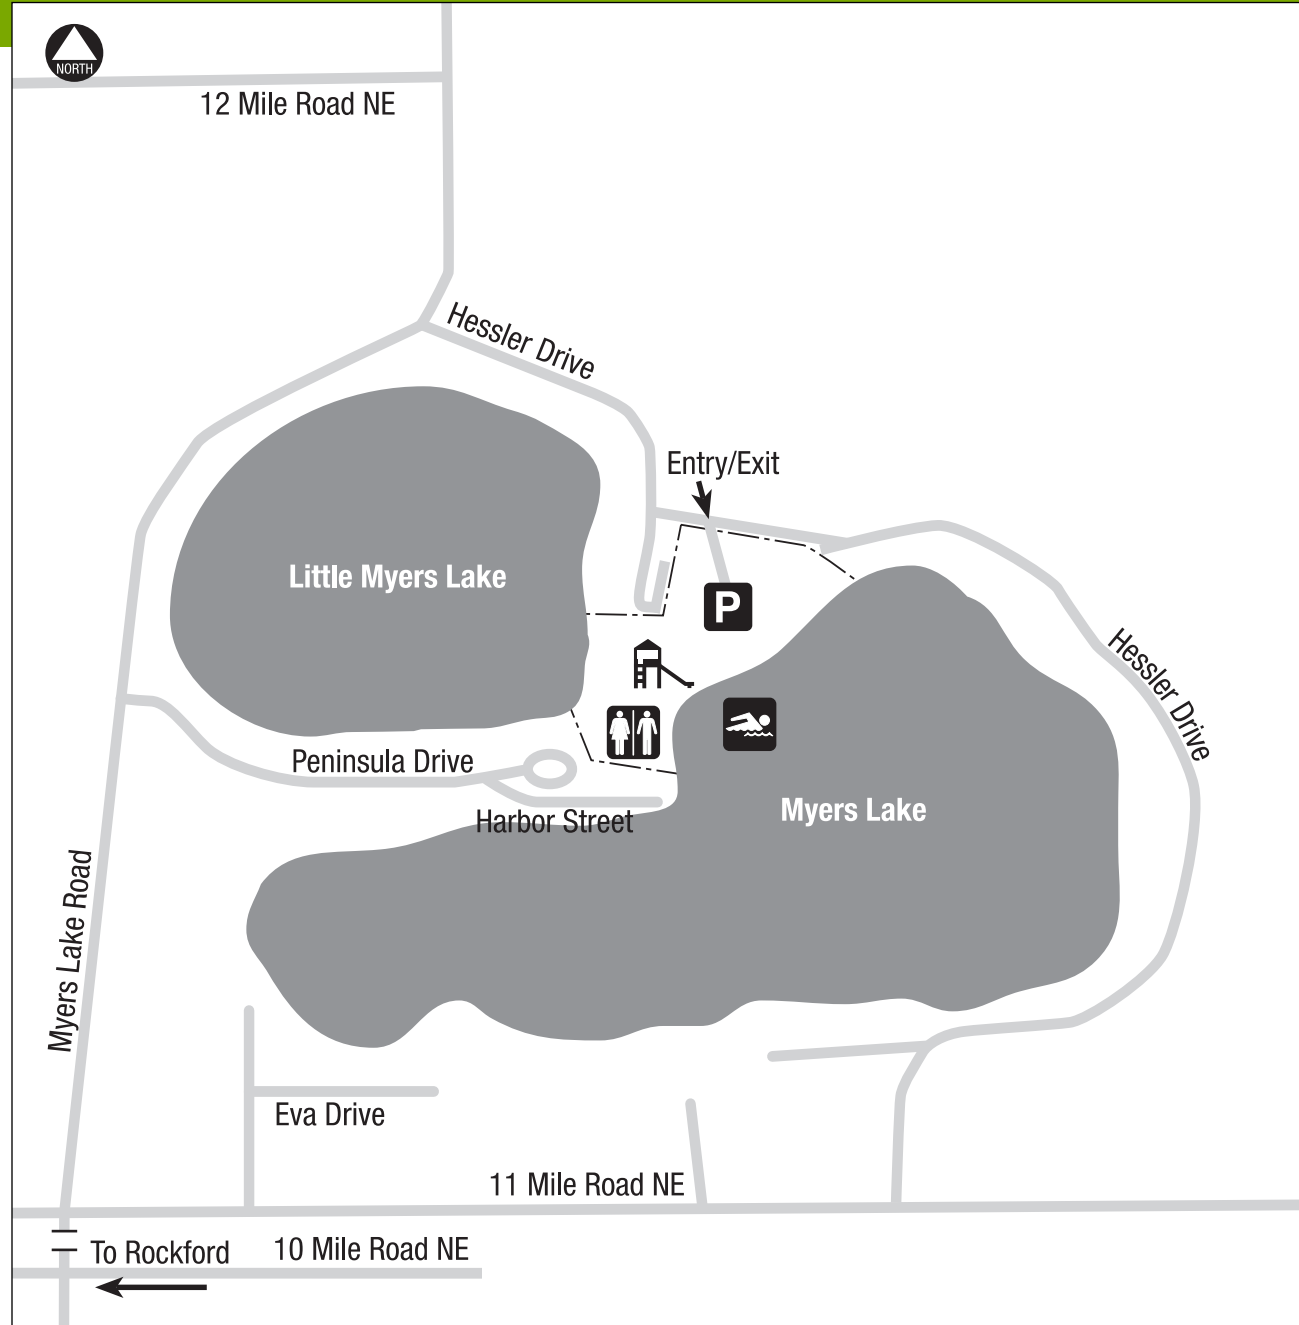 NORTH
12 Mile Road NE
Hessler Drive
Entry/Exit
Little Myers Lake
P
Hessler Drive
Peninsula Drive
Myers Lake
Harbor Street
Myers Lake Road
Eva Drive
11 Mile Road NE
To Rockford
10 Mile Road NE